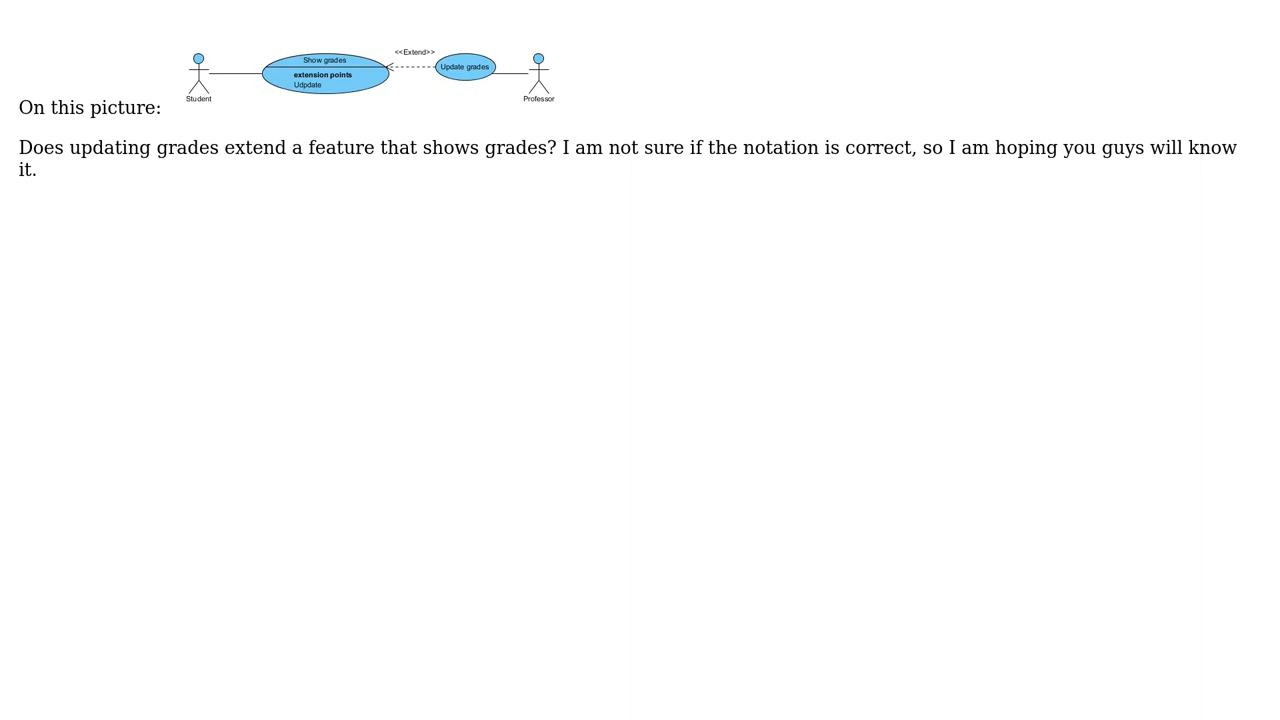 <<Extend>>
Show grades
extension points
Udpdate
Update grades
Student
Professor
On this picture:
Does updating grades extend a feature that shows grades? I am not sure if the notation is correct, so I am hoping you guys will know
it.